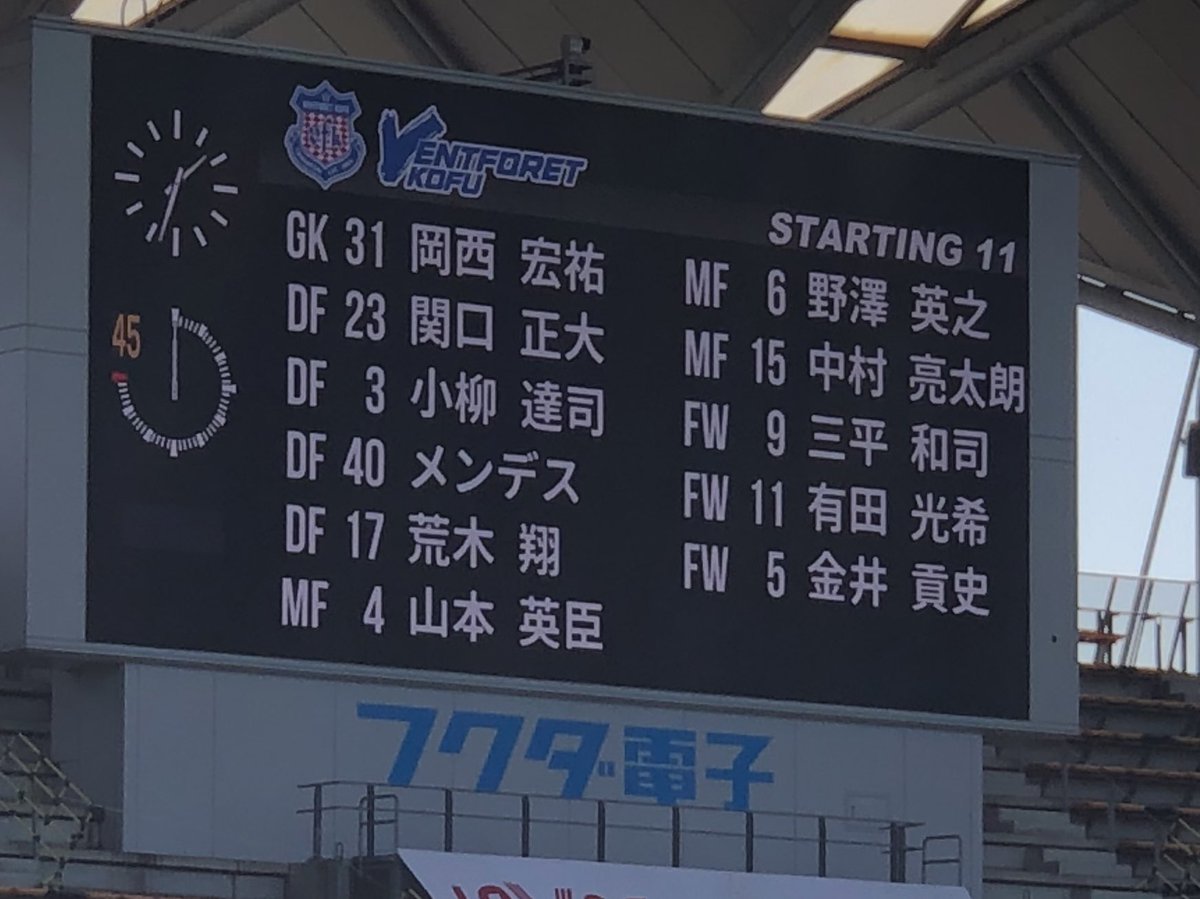 VENTFORET
KOFU
STARTING 11
GK 31 岡西 宏祐
DF 23 関口 正大
DF 3 小柳 達司
DF 40 メンデス
DF 17 荒木 翔
MF 4 山本 英臣
MF 6 野澤 英之
MF 15 中村 亮太朗
FW 9 三平 和司
FW 11 有田 光希
FW 5 金井 貢史
45
フクダ電子